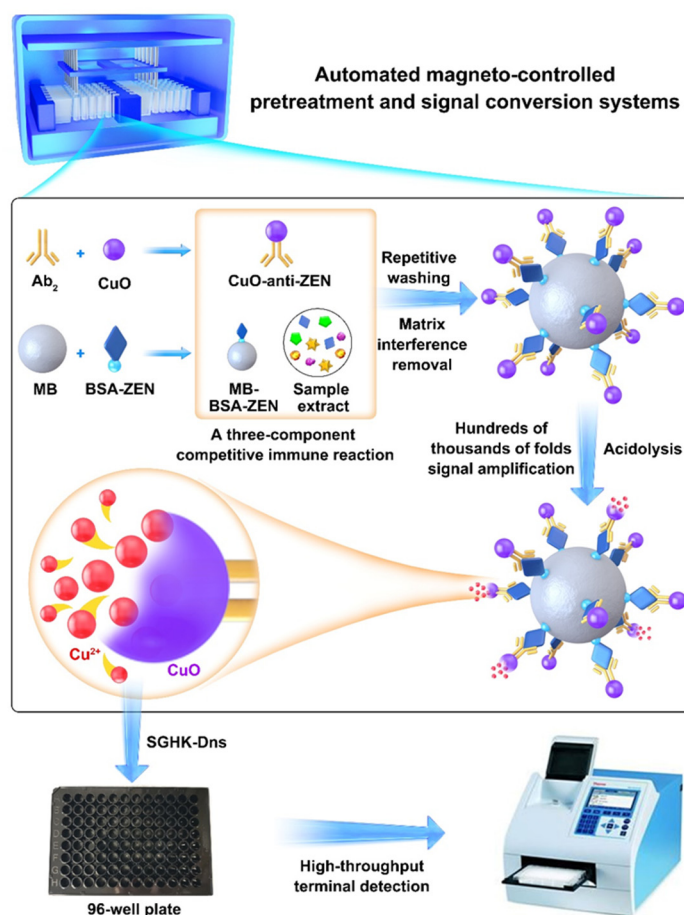 Automated magneto-controlled
pretreatment and signal conversion systems
Ab₂
+
CuO
CuO-anti-ZEN
MB
+
BSA-ZEN
MB-
BSA-ZEN
Sample
extract
A three-component
competitive immune reaction
Repetitive
washing
Matrix
interference
removal
Hundreds of
thousands of folds
signal amplification
Acidolysis
Cu²⁺
CuO
SGHK-Dns
96-well plate
High-throughput
terminal detection